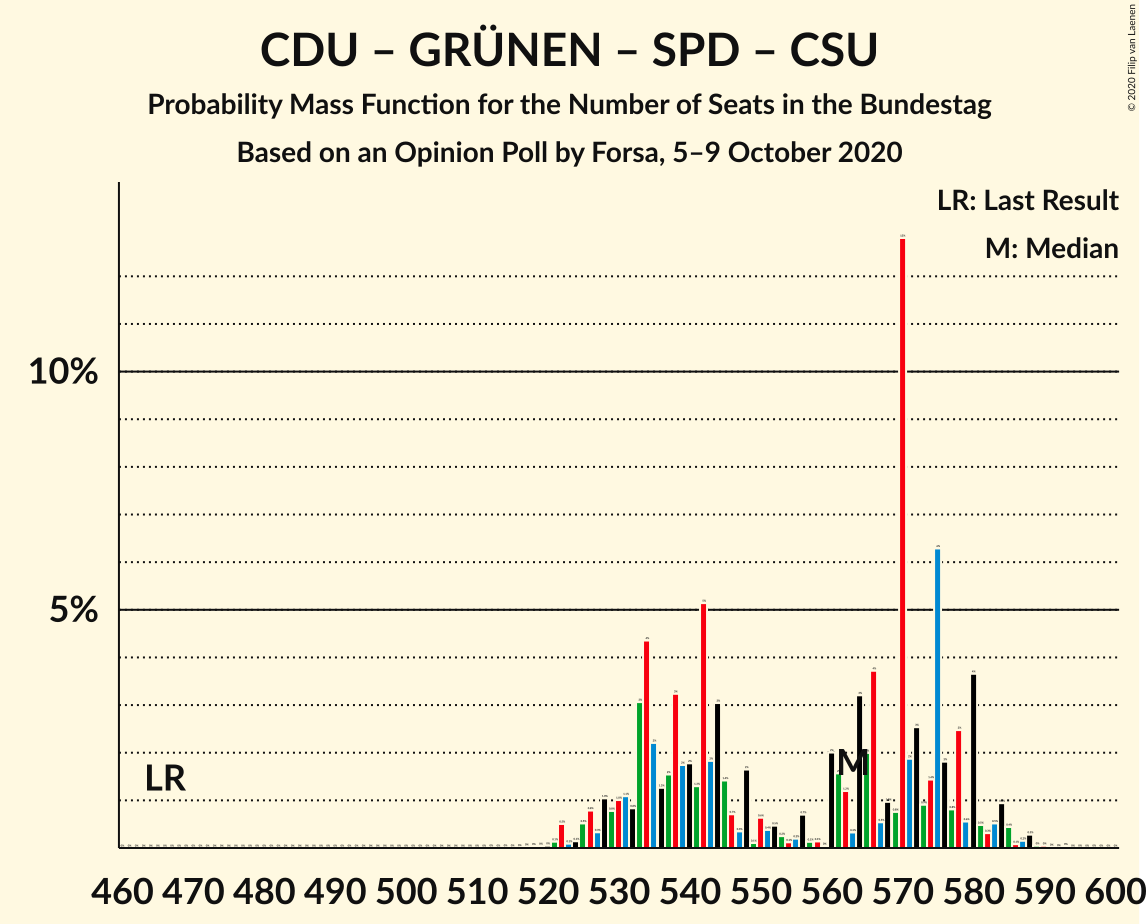 CDU – GRÜNEN – SPD – CSU
Probability Mass Function for the Number of Seats in the Bundestag
Based on an Opinion Poll by Forsa, 5–9 October 2020
© 2020 Filip van Laenen
LR: Last Result
M: Median
10%
5%
LR
M
460 470 480 490 500 510 520 530 540 550 560 570 580 590 600